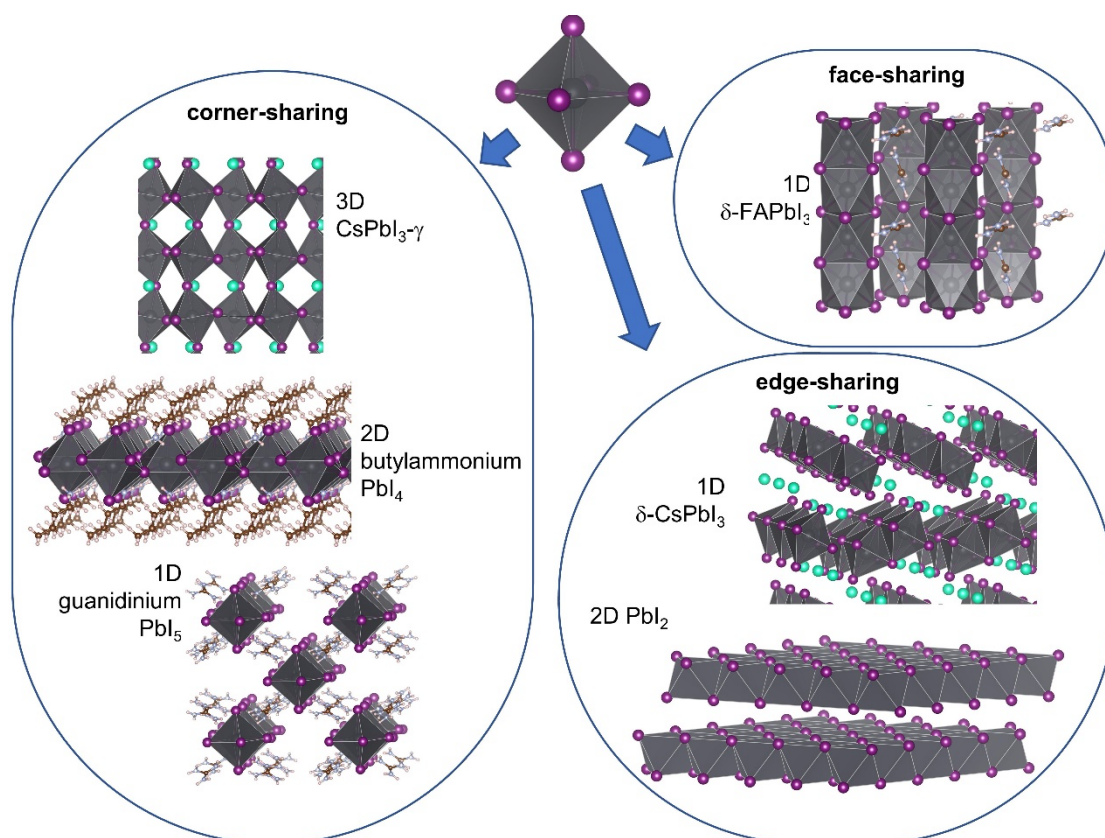 corner-sharing
3D
CsPbI₃-γ
2D
butylammonium
PbI₄
1D
guanidinium
PbI₅
face-sharing
1D
δ-FAPbI₃
edge-sharing
1D
δ-CsPbI₃
2D PbI₂